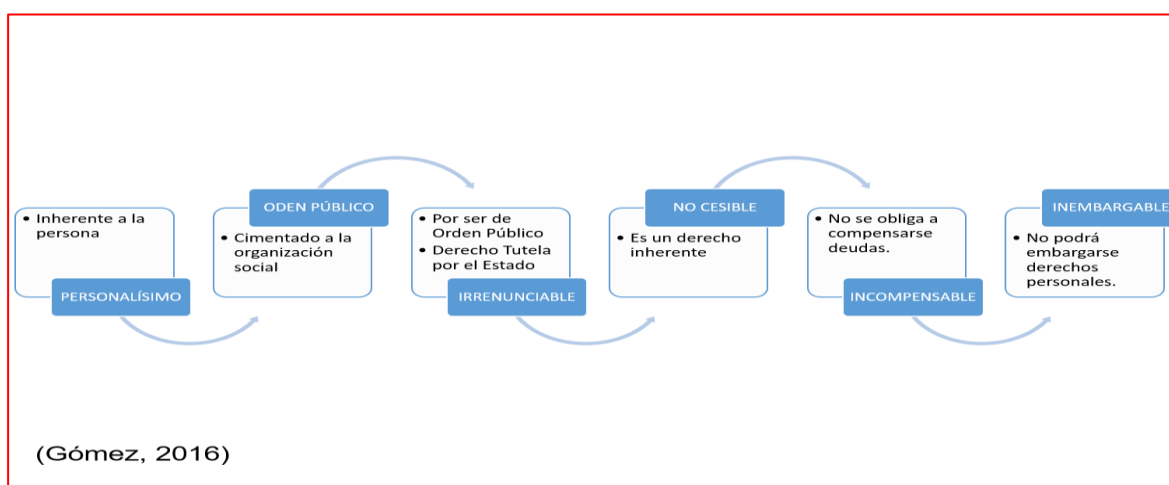 • Inherente a la
persona
PERSONALÍSIMO
ODEN PÚBLICO
• Cimentado a la
organización
social
• Por ser de
Orden Público
• Derecho Tutela
por el Estado
IRRENUNCIABLE
NO CESIBLE
• Es un derecho
inherente
• No se obliga a
compensarse
deudas.
INCOMPENSABLE
INEMBARGABLE
• No podrá
embargarse
derechos
personales.
(Gómez, 2016)